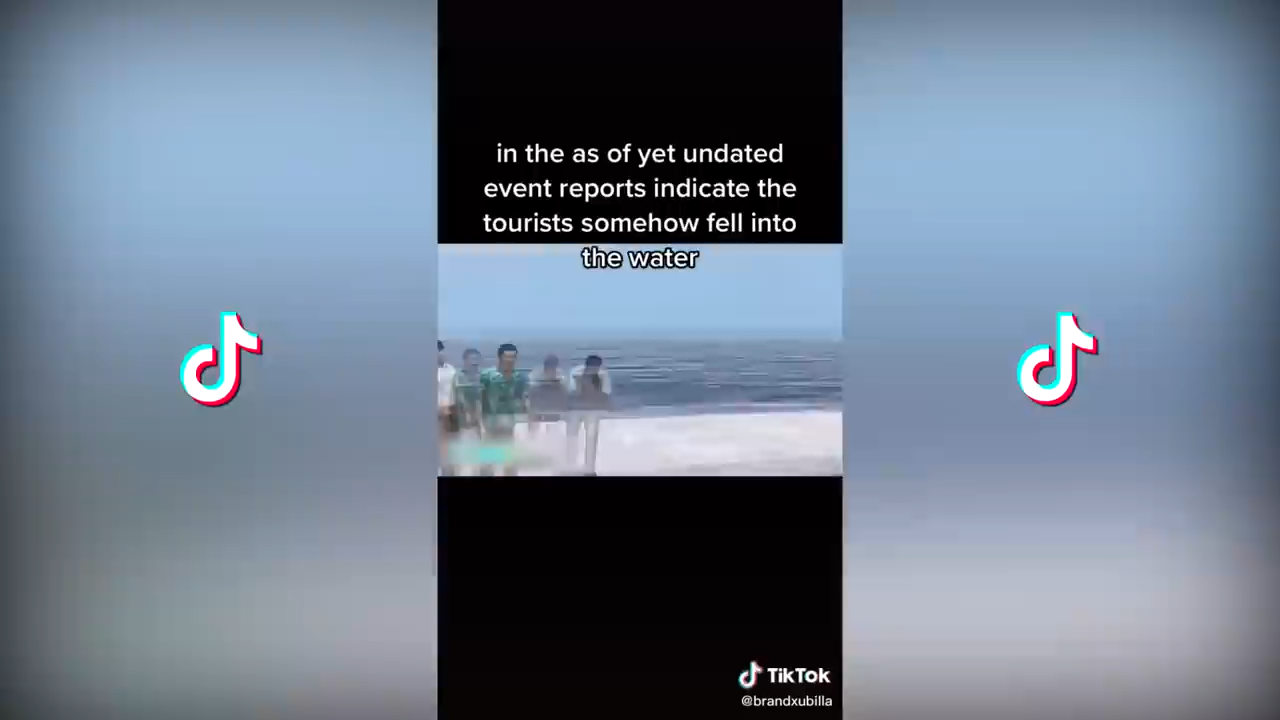 in the as of yet undated
event reports indicate the
tourists somehow fell into
the water
TikTok
@brandxubilla